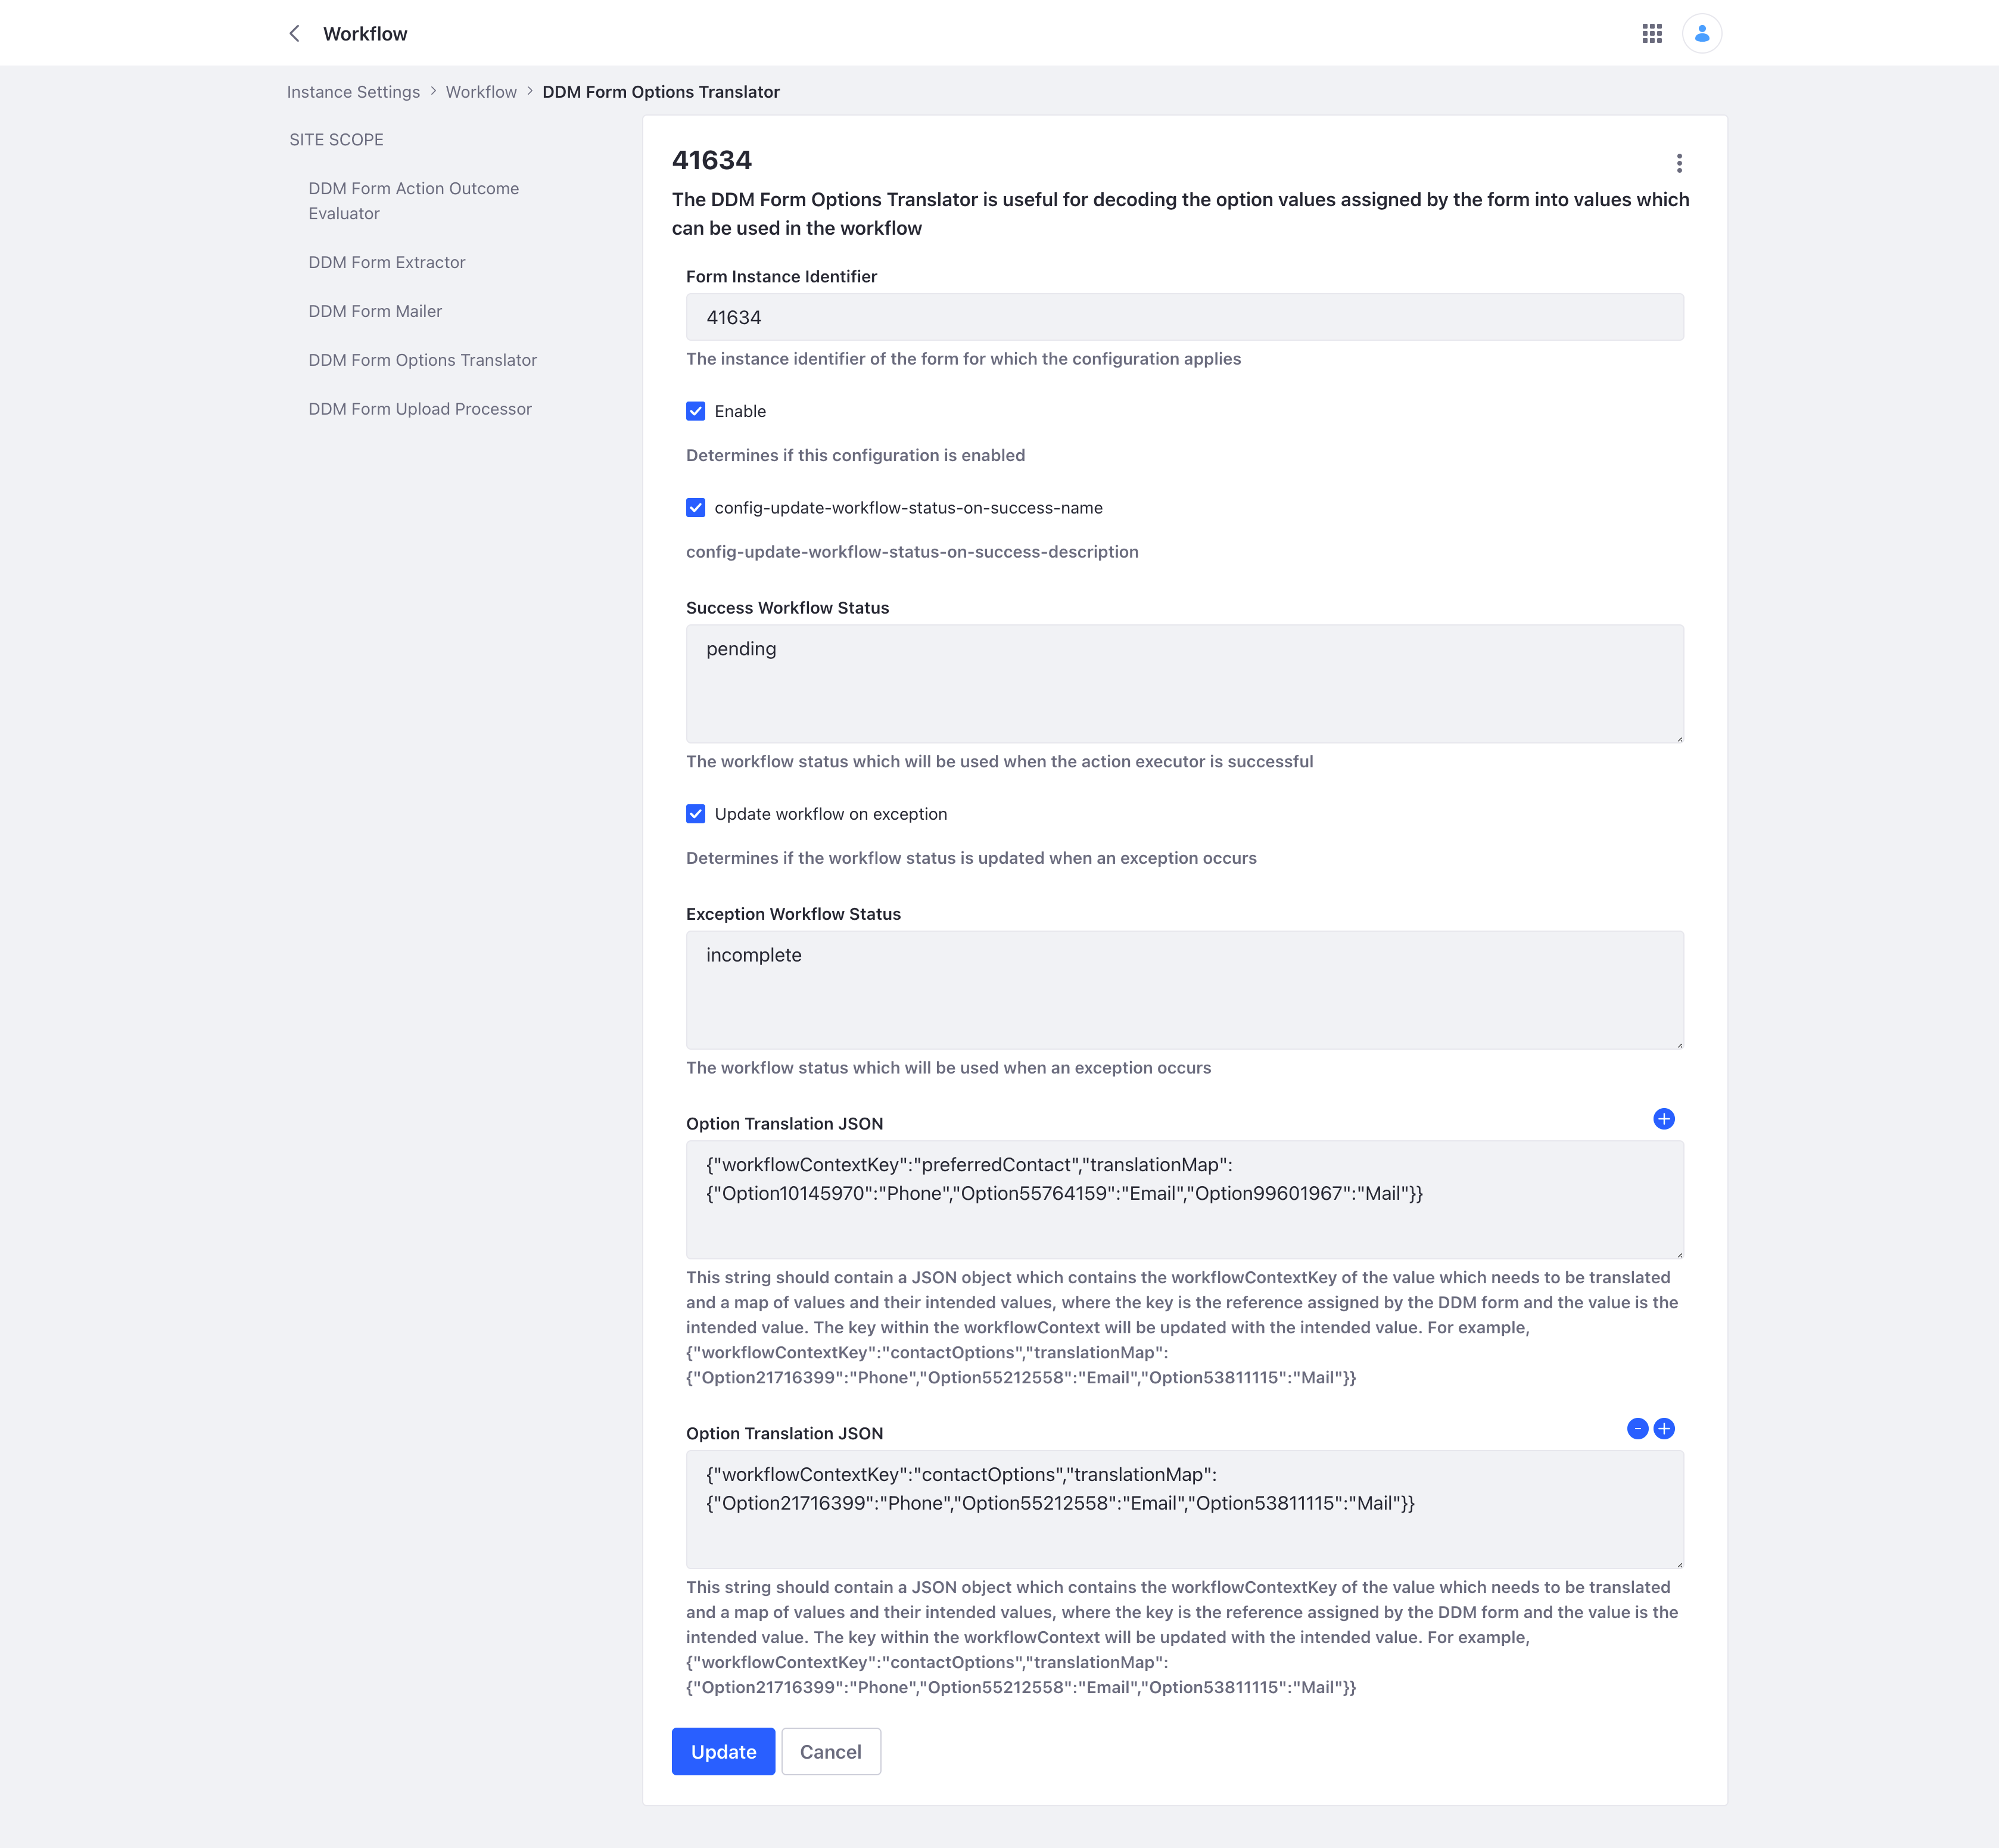 Workflow
Instance Settings > Workflow > DDM Form Options Translator
SITE SCOPE
DDM Form Action Outcome
Evaluator
DDM Form Extractor
DDM Form Mailer
DDM Form Options Translator
DDM Form Upload Processor
41634
The DDM Form Options Translator is useful for decoding the option values assigned by the form into values which
can be used in the workflow
Form Instance Identifier
41634
The instance identifier of the form for which the configuration applies
Enable
Determines if this configuration is enabled
config-update-workflow-status-on-success-name
config-update-workflow-status-on-success-description
Success Workflow Status
pending
The workflow status which will be used when the action executor is successful
Update workflow on exception
Determines if the workflow status is updated when an exception occurs
Exception Workflow Status
incomplete
The workflow status which will be used when an exception occurs
Option Translation JSON
{"workflowContextKey":"preferredContact","translationMap":
{"Option10145970":"Phone","Option55764159":"Email","Option99601967":"Mail"}}
This string should contain a JSON object which contains the workflowContextKey of the value which needs to be translated
and a map of values and their intended values, where the key is the reference assigned by the DDM form and the value is the
intended value. The key within the workflowContext will be updated with the intended value. For example,
{"workflowContextKey":"contactOptions","translationMap":
{"Option21716399":"Phone","Option55212558":"Email","Option53811115":"Mail"}}
Option Translation JSON
{"workflowContextKey":"contactOptions","translationMap":
{"Option21716399":"Phone","Option55212558":"Email","Option53811115":"Mail"}}
This string should contain a JSON object which contains the workflowContextKey of the value which needs to be translated
and a map of values and their intended values, where the key is the reference assigned by the DDM form and the value is the
intended value. The key within the workflowContext will be updated with the intended value. For example,
{"workflowContextKey":"contactOptions","translationMap":
{"Option21716399":"Phone","Option55212558":"Email","Option53811115":"Mail"}}
Update Cancel